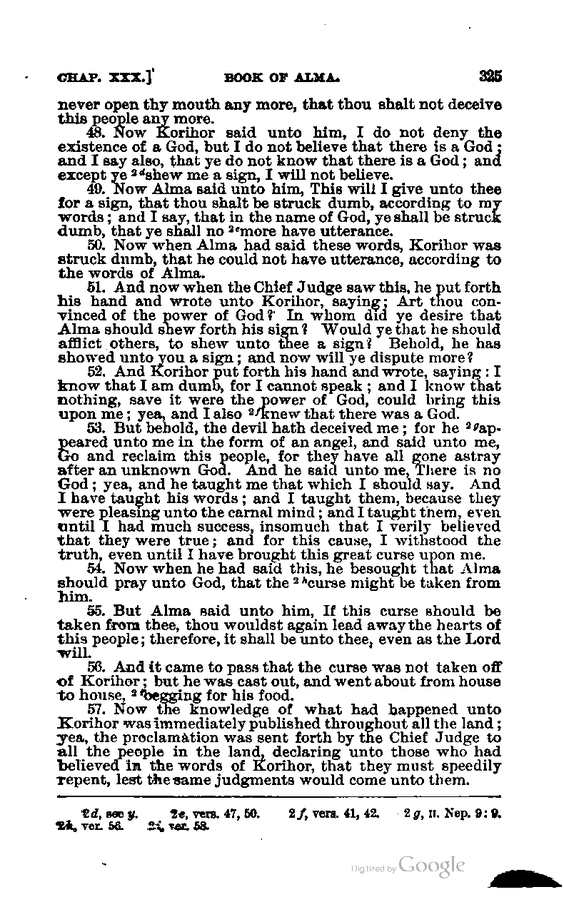 CHAP. XXX.] BOOK OF ALMA. 325
never open thy mouth any more, that thou shalt not deceive
this people any more.
48. Now Korihor said unto him, I do not deny the
existence of a God, but I do not believe that there is a God;
and I say also, that ye do not know that there is a God; and
except ye ²ᵈshew me a sign, I will not believe.
49. Now Alma said unto him, This will I give unto thee
for a sign, that thou shalt be struck dumb, according to my
words; and I say, that in the name of God, ye shall be struck
dumb, that ye shall no ²ᵉmore have utterance.
50. Now when Alma had said these words, Korihor was
struck dumb, that he could not have utterance, according to
the words of Alma.
51. And now when the Chief Judge saw this, he put forth
his hand and wrote unto Korihor, saying; Art thou con-
vinced of the power of God? In whom did ye desire that
Alma should shew forth his sign? Would ye that he should
afflict others, to shew unto thee a sign? Behold, he has
showed unto you a sign; and now will ye dispute more?
52. And Korihor put forth his hand and wrote, saying: I
know that I am dumb, for I cannot speak; and I know that
nothing, save it were the power of God, could bring this
upon me; yea, and I also ²ᶠknew that there was a God.
53. But behold, the devil hath deceived me; for he ²ᵍap-
peared unto me in the form of an angel, and said unto me,
Go and reclaim this people, for they have all gone astray
after an unknown God. And he said unto me, There is no
God; yea, and he taught me that which I should say. And
I have taught his words; and I taught them, because they
were pleasing unto the carnal mind; and I taught them, even
until I had much success, insomuch that I verily believed
that they were true; and for this cause, I withstood the
truth, even until I have brought this great curse upon me.
54. Now when he had said this, he besought that Alma
should pray unto God, that the ²ʰcurse might be taken from
him.
55. But Alma said unto him, If this curse should be
taken from thee, thou wouldst again lead away the hearts of
this people; therefore, it shall be unto thee, even as the Lord
will.
56. And it came to pass that the curse was not taken off
of Korihor; but he was cast out, and went about from house
to house, ²ⁱbegging for his food.
57. Now the knowledge of what had happened unto
Korihor was immediately published throughout all the land;
yea, the proclamation was sent forth by the Chief Judge to
all the people in the land, declaring unto those who had
believed in the words of Korihor, that they must speedily
repent, lest the same judgments would come unto them.
2d, see y. 2e, vers. 47, 50. 2f, vers. 41, 42. 2g, II. Nep. 9: 9.
2h, ver. 56. 2i, ver. 58.
Digitized by Google